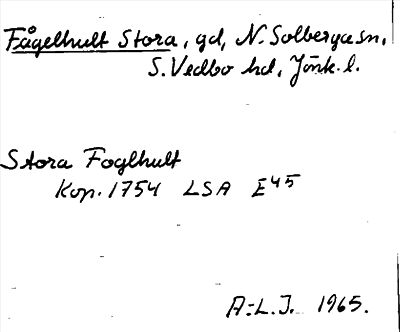 Fågelhult Stora, gd, N. Solberga sn,
S. Vedbo hd, Jönk. l.
Stora Foglhult
Kop. 1754 LSA E45
A:L.J. 1965.